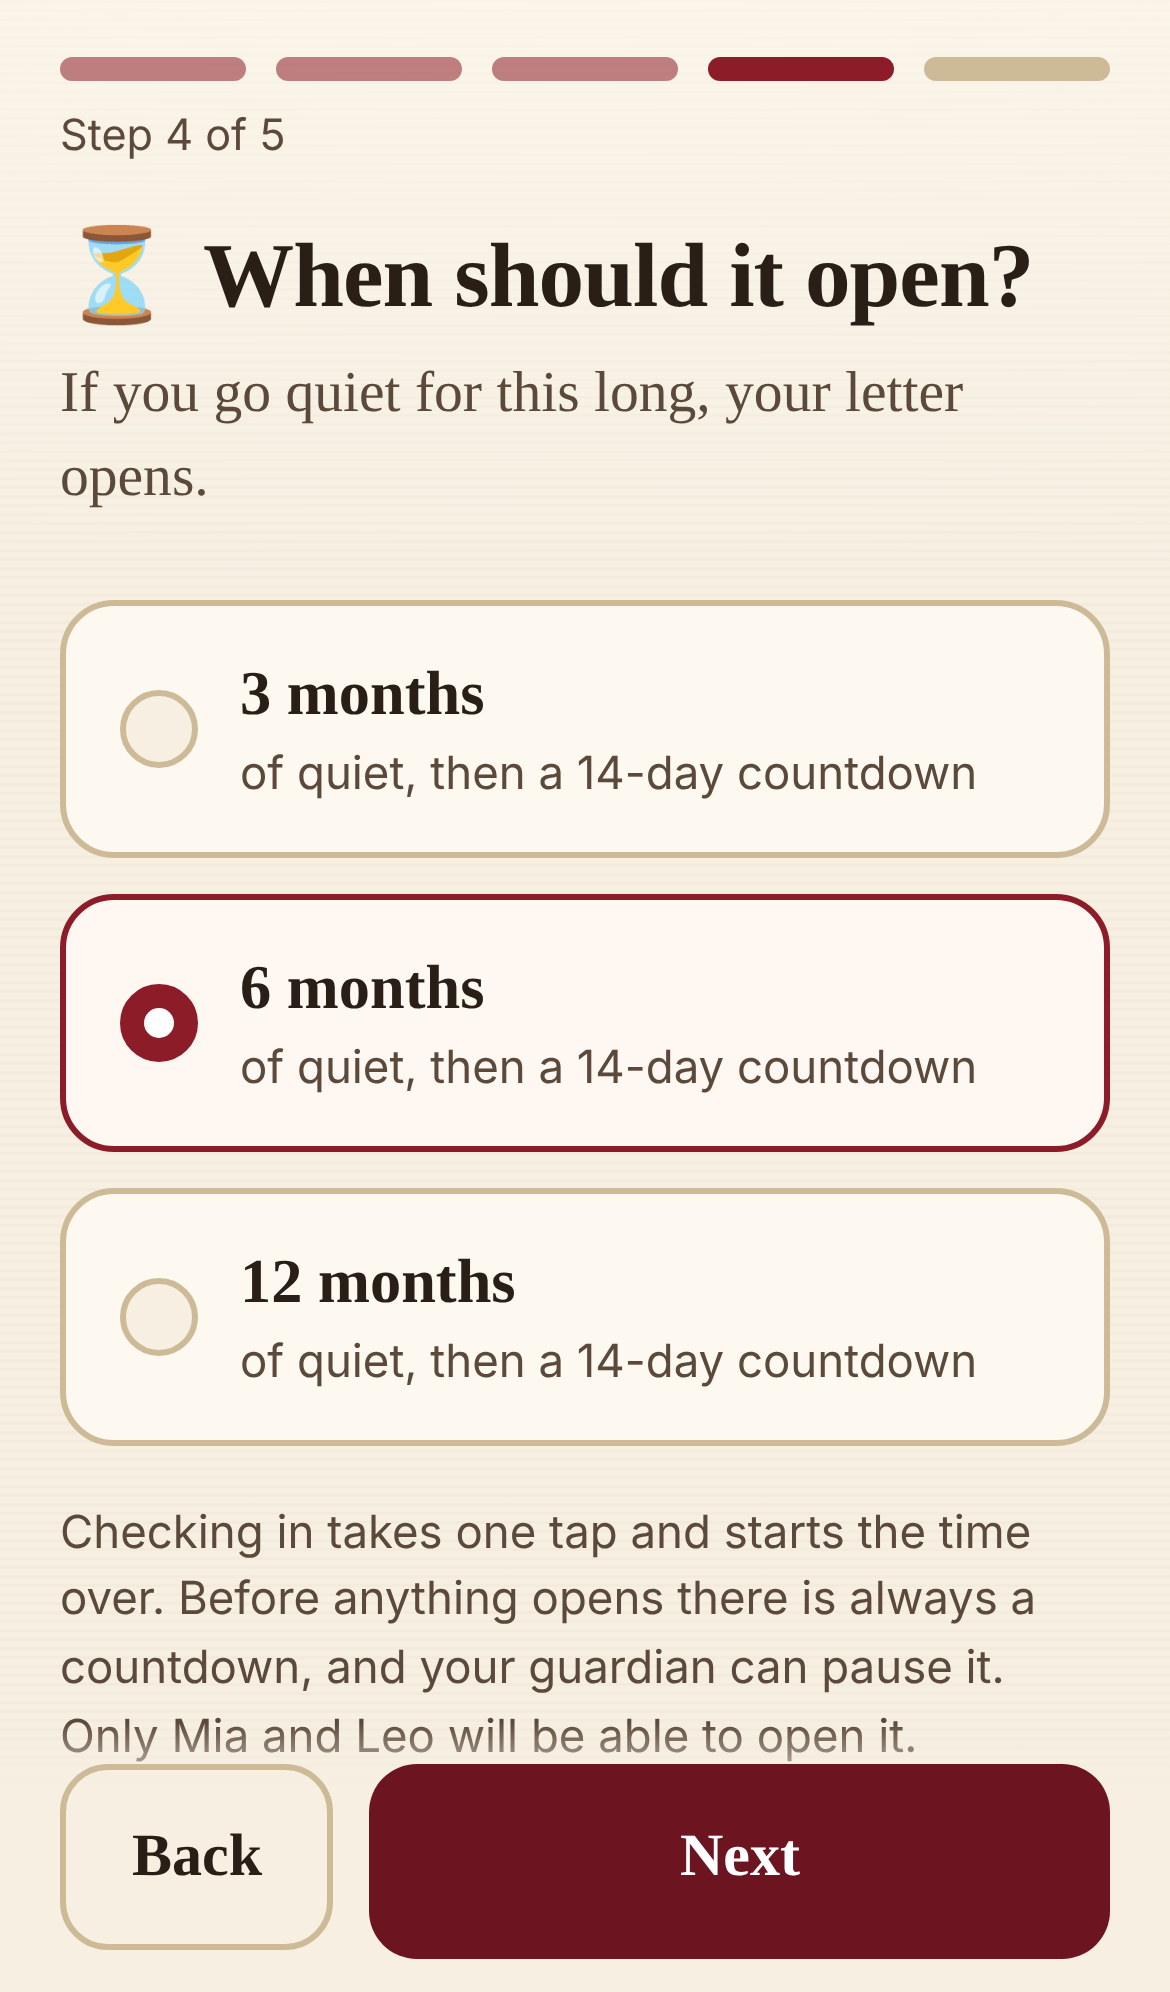 Step 4 of 5
⏳ When should it open?
If you go quiet for this long, your letter
opens.
3 months
of quiet, then a 14-day countdown
6 months
of quiet, then a 14-day countdown
12 months
of quiet, then a 14-day countdown
Checking in takes one tap and starts the time
over. Before anything opens there is always a
countdown, and your guardian can pause it.
Only Mia and Leo will be able to open it.
Back
Next